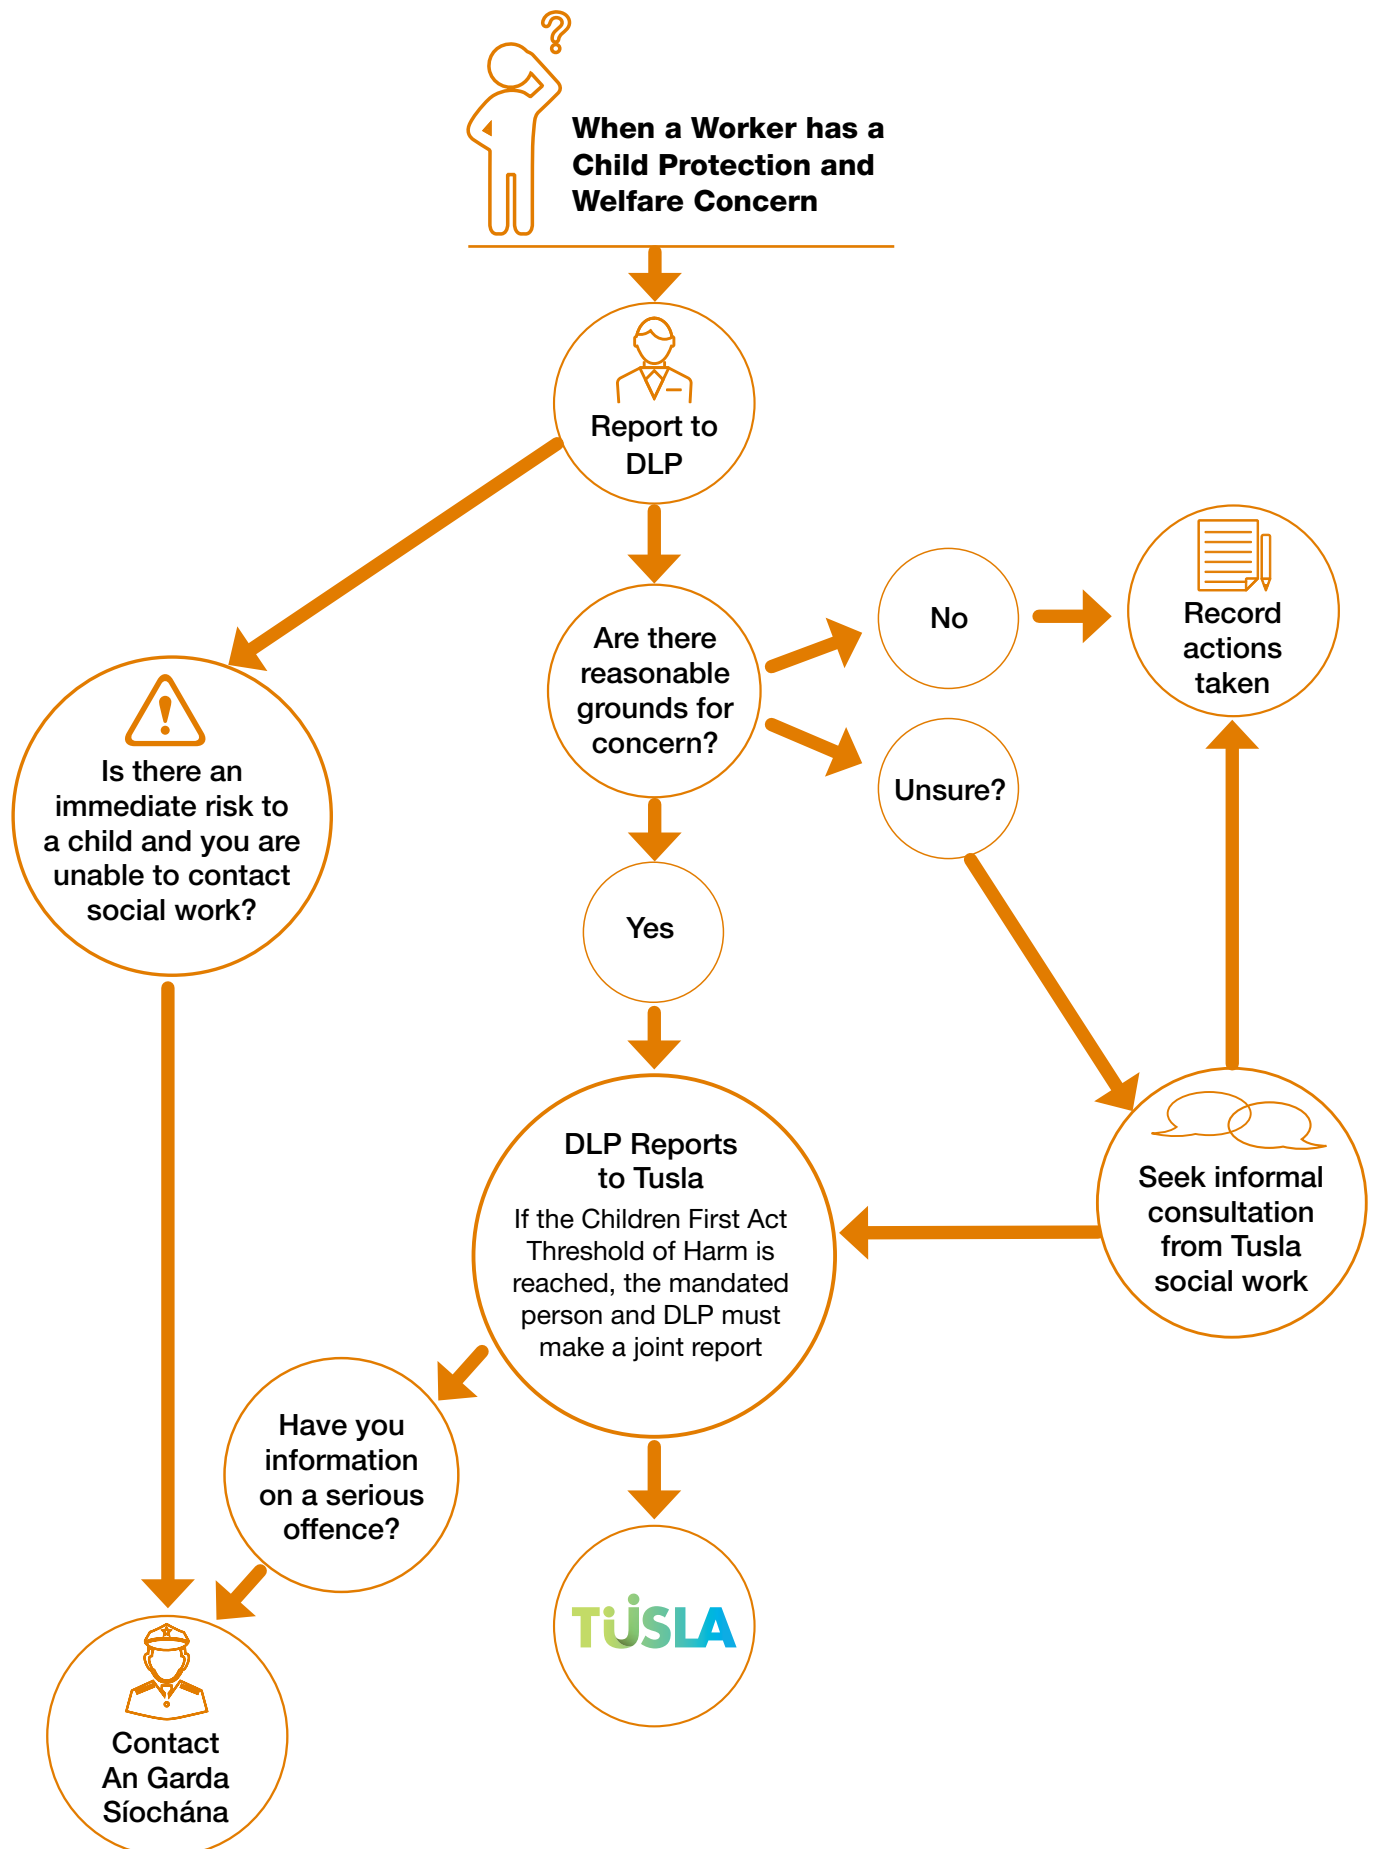 When a Worker has a
Child Protection and
Welfare Concern
Report to
DLP
Are there
reasonable
grounds for
concern?
No
Record
actions
taken
Unsure?
Is there an
immediate risk to
a child and you are
unable to contact
social work?
Yes
DLP Reports
to Tusla
If the Children First Act
Threshold of Harm is
reached, the mandated
person and DLP must
make a joint report
Seek informal
consultation
from Tusla
social work
Have you
information
on a serious
offence?
TUSLA
Contact
An Garda
Síochána